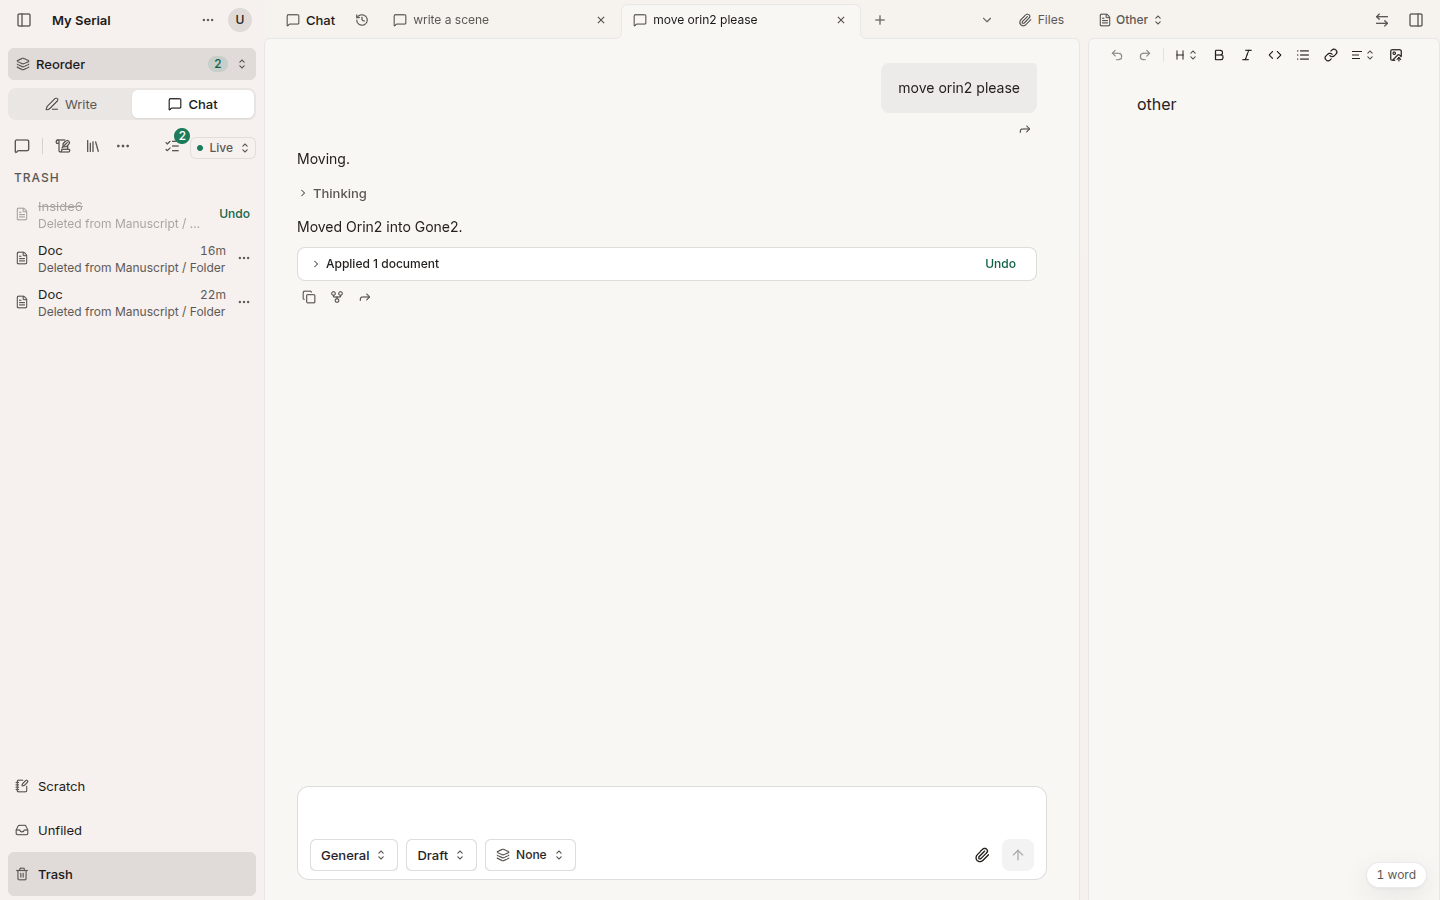 My Serial
U
Reorder
2
Write
Chat
2
Live
TRASH
Inside6
Deleted from Manuscript / ...
Undo
Doc
16m
Deleted from Manuscript / Folder
Doc
22m
Deleted from Manuscript / Folder
Scratch
Unfiled
Trash
Chat
write a scene
move orin2 please
Files
move orin2 please
Moving.
Thinking
Moved Orin2 into Gone2.
Applied 1 document
Undo
General
Draft
None
Other
H
B
I
other
1 word